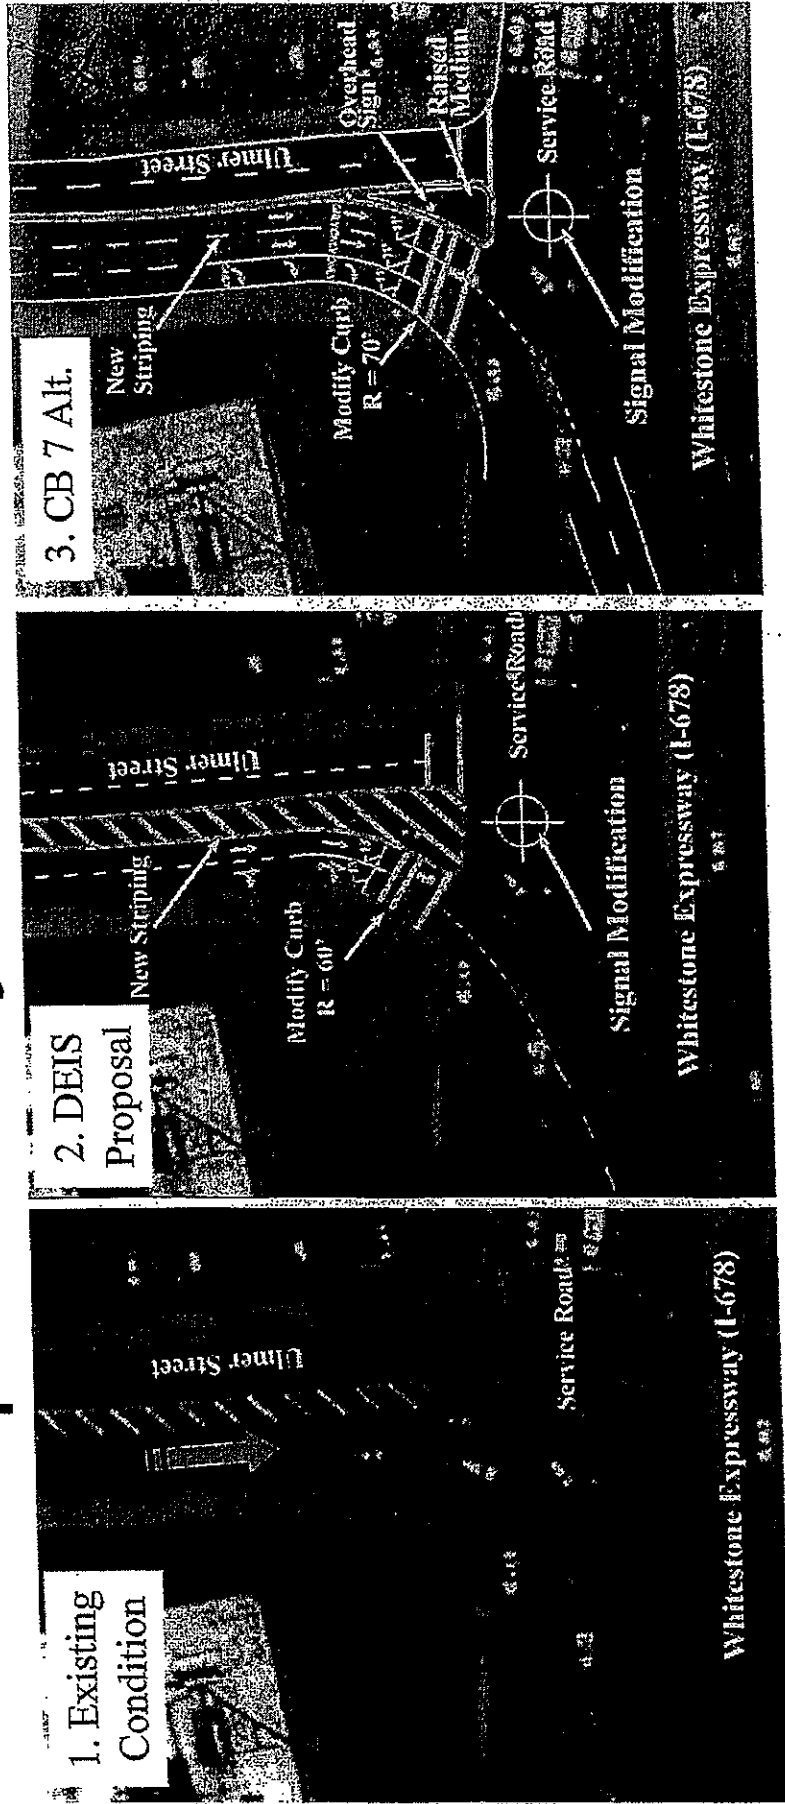 1. Existing
Condition
Ulmer Street
Service Road
Whitestone Expressway (I-678)
2. DEIS
Proposal
New Striping
Ulmer Street
Modify Curb
R = 60'
Service Road
Signal Modification
Whitestone Expressway (I-678)
3. CB 7 Alt.
New
Striping
Ulmer Street
Overhead
Sign
Modify Curb
R = 70'
Raised
Median
Service Road
Signal Modification
Whitestone Expressway (I-678)